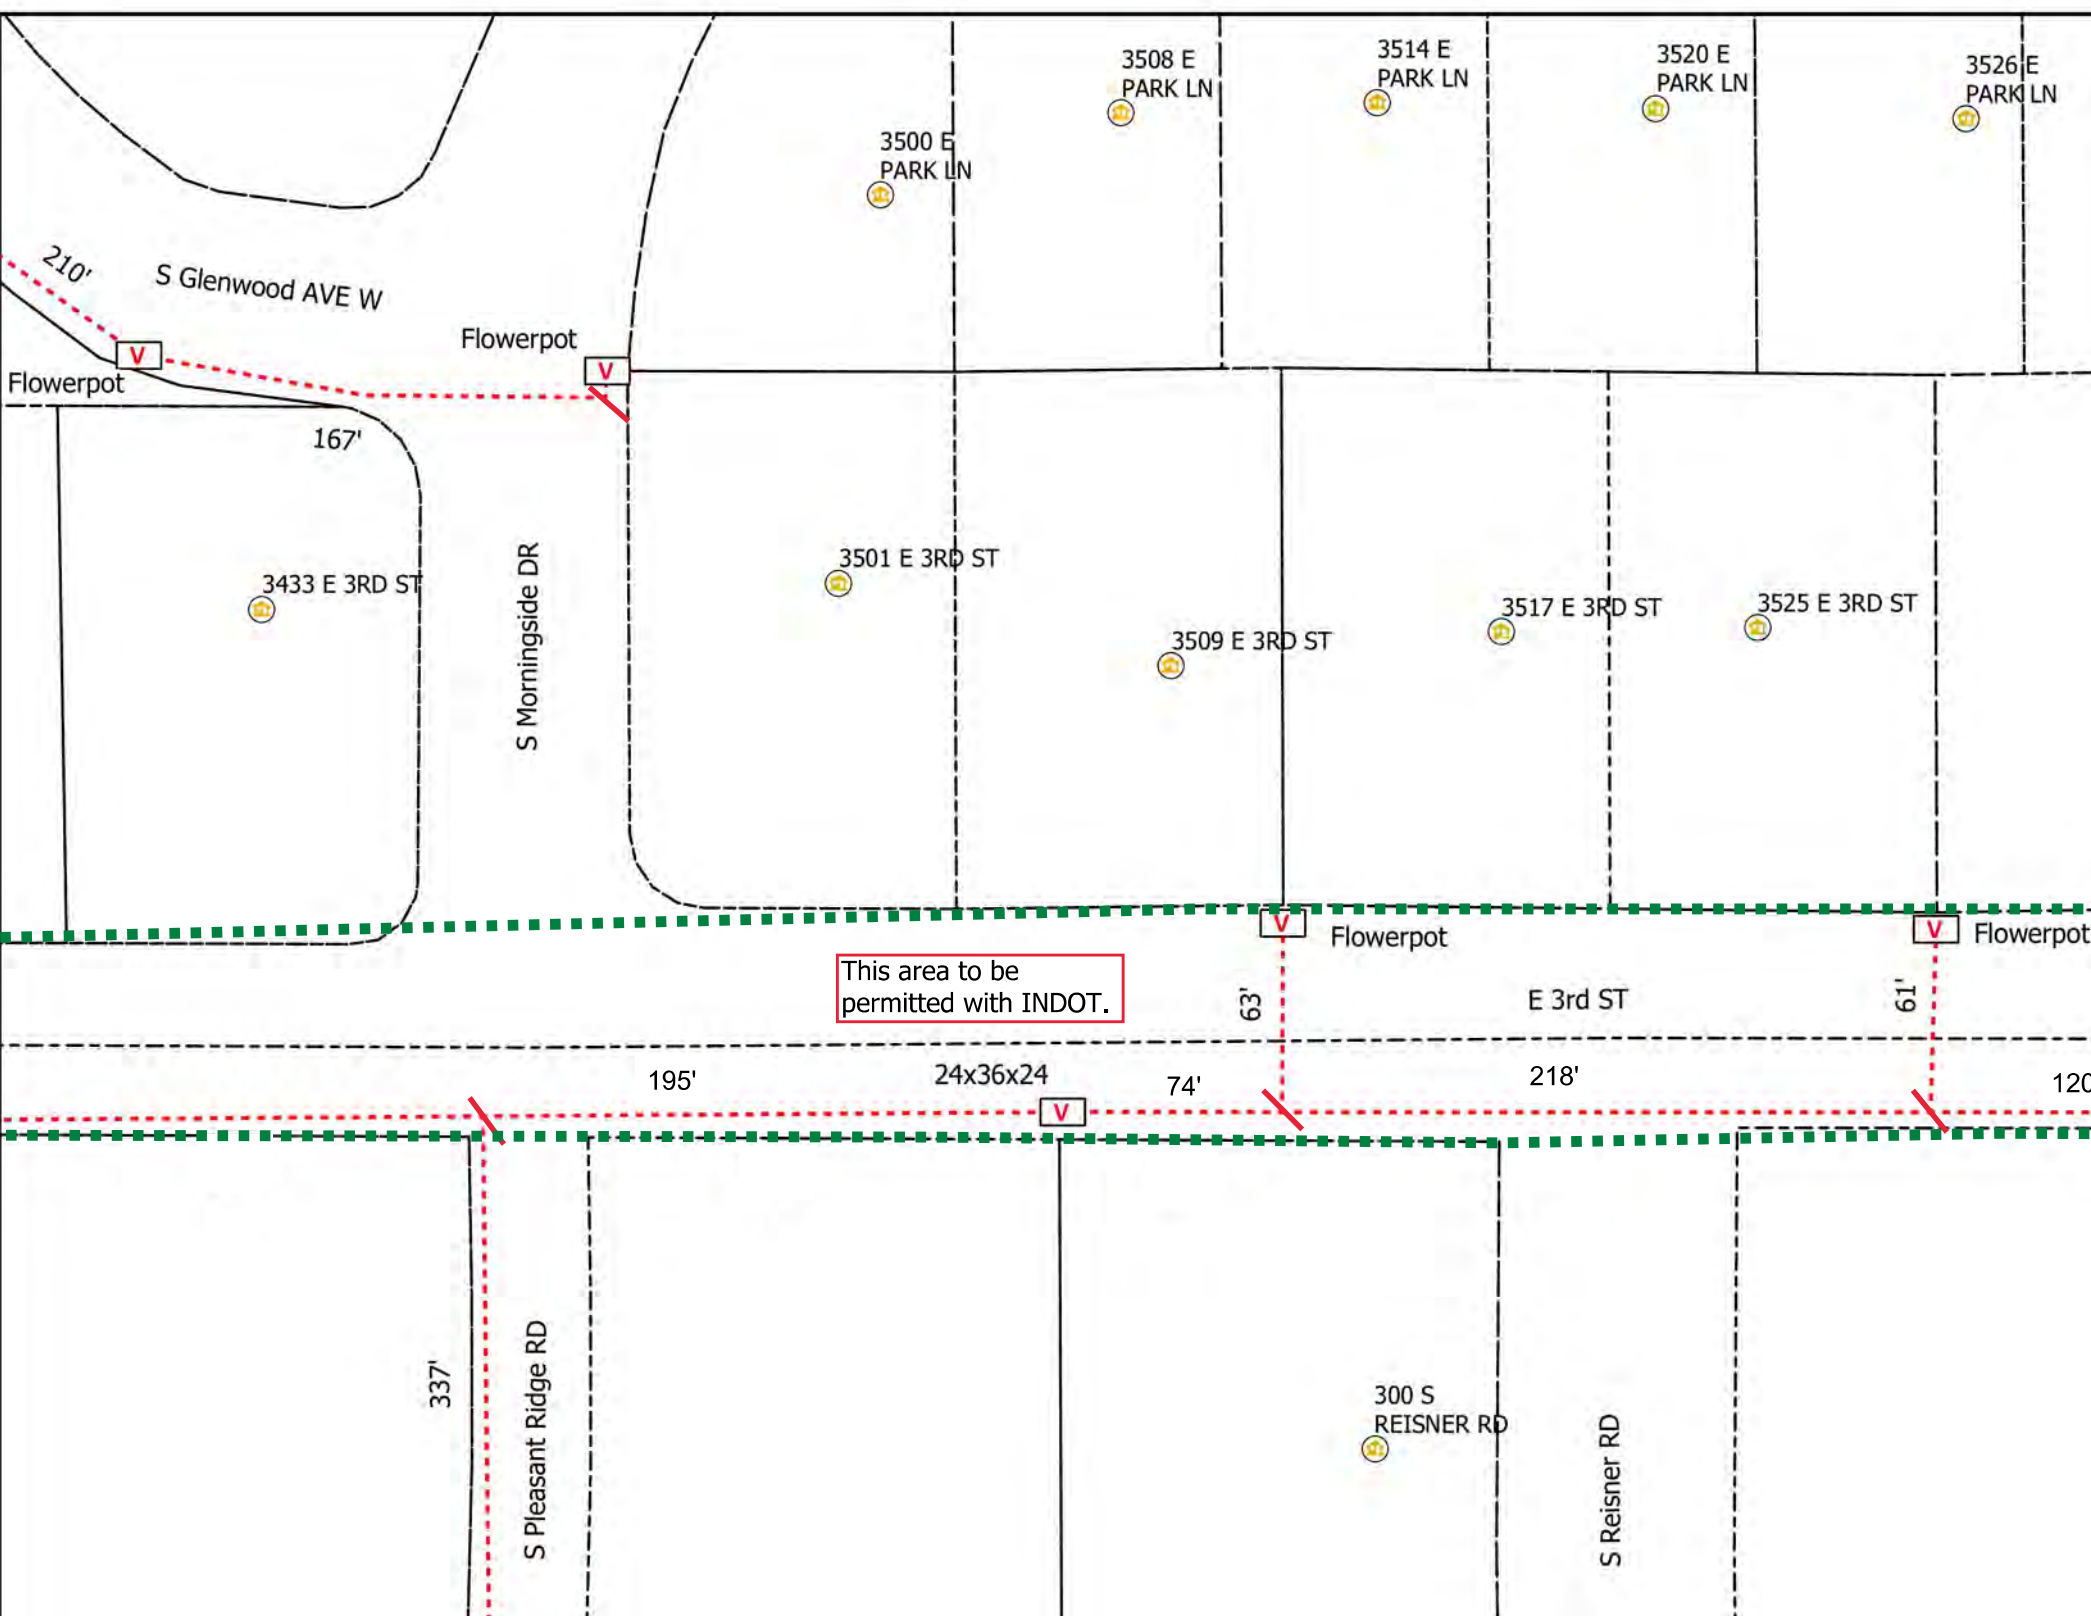 3508 E
PARK LN
3514 E
PARK LN
3520 E
PARK LN
3526 E
PARK LN
3500 E
PARK LN
210'
S Glenwood AVE W
Flowerpot
V
V
Flowerpot
167'
S Morningside DR
3433 E 3RD ST
3501 E 3RD ST
3509 E 3RD ST
3517 E 3RD ST
3525 E 3RD ST
V
Flowerpot
V
Flowerpot
This area to be
permitted with INDOT.
63'
E 3rd ST
61'
195'
24x36x24
74'
218'
120
V
337'
S Pleasant Ridge RD
300 S
REISNER RD
S Reisner RD